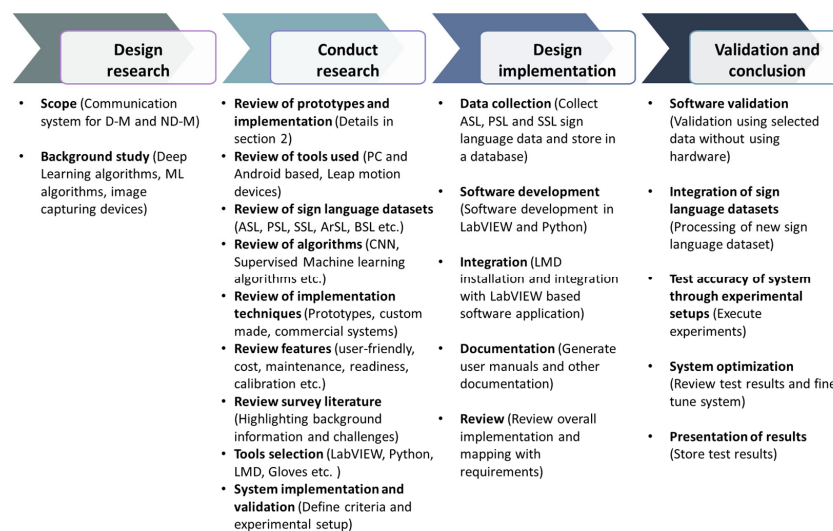 Design
research
• Scope (Communication
system for D-M and ND-M)
• Background study (Deep
Learning algorithms, ML
algorithms, image
capturing devices)
Conduct
research
• Review of prototypes and
implementation (Details in
section 2)
• Review of tools used (PC and
Android based, Leap motion
devices)
• Review of sign language datasets
(ASL, PSL, SSL, ArSL, BSL etc.)
• Review of algorithms (CNN,
Supervised Machine learning
algorithms etc.)
• Review of implementation
techniques (Prototypes, custom
made, commercial systems)
• Review features (user-friendly,
cost, maintenance, readiness,
calibration etc.)
• Review survey literature
(Highlighting background
information and challenges)
• Tools selection (LabVIEW, Python,
LMD, Gloves etc. )
• System implementation and
validation (Define criteria and
experimental setup)
Design
implementation
• Data collection (Collect
ASL, PSL and SSL sign
language data and store in
a database)
• Software development
(Software development in
LabVIEW and Python)
• Integration (LMD
installation and integration
with LabVIEW based
software application)
• Documentation (Generate
user manuals and other
documentation)
• Review (Review overall
implementation and
mapping with
requirements)
Validation and
conclusion
• Software validation
(Validation using selected
data without using
hardware)
• Integration of sign
language datasets
(Processing of new sign
language dataset)
• Test accuracy of system
through experimental
setups (Execute
experiments)
• System optimization
(Review test results and fine
tune system)
• Presentation of results
(Store test results)